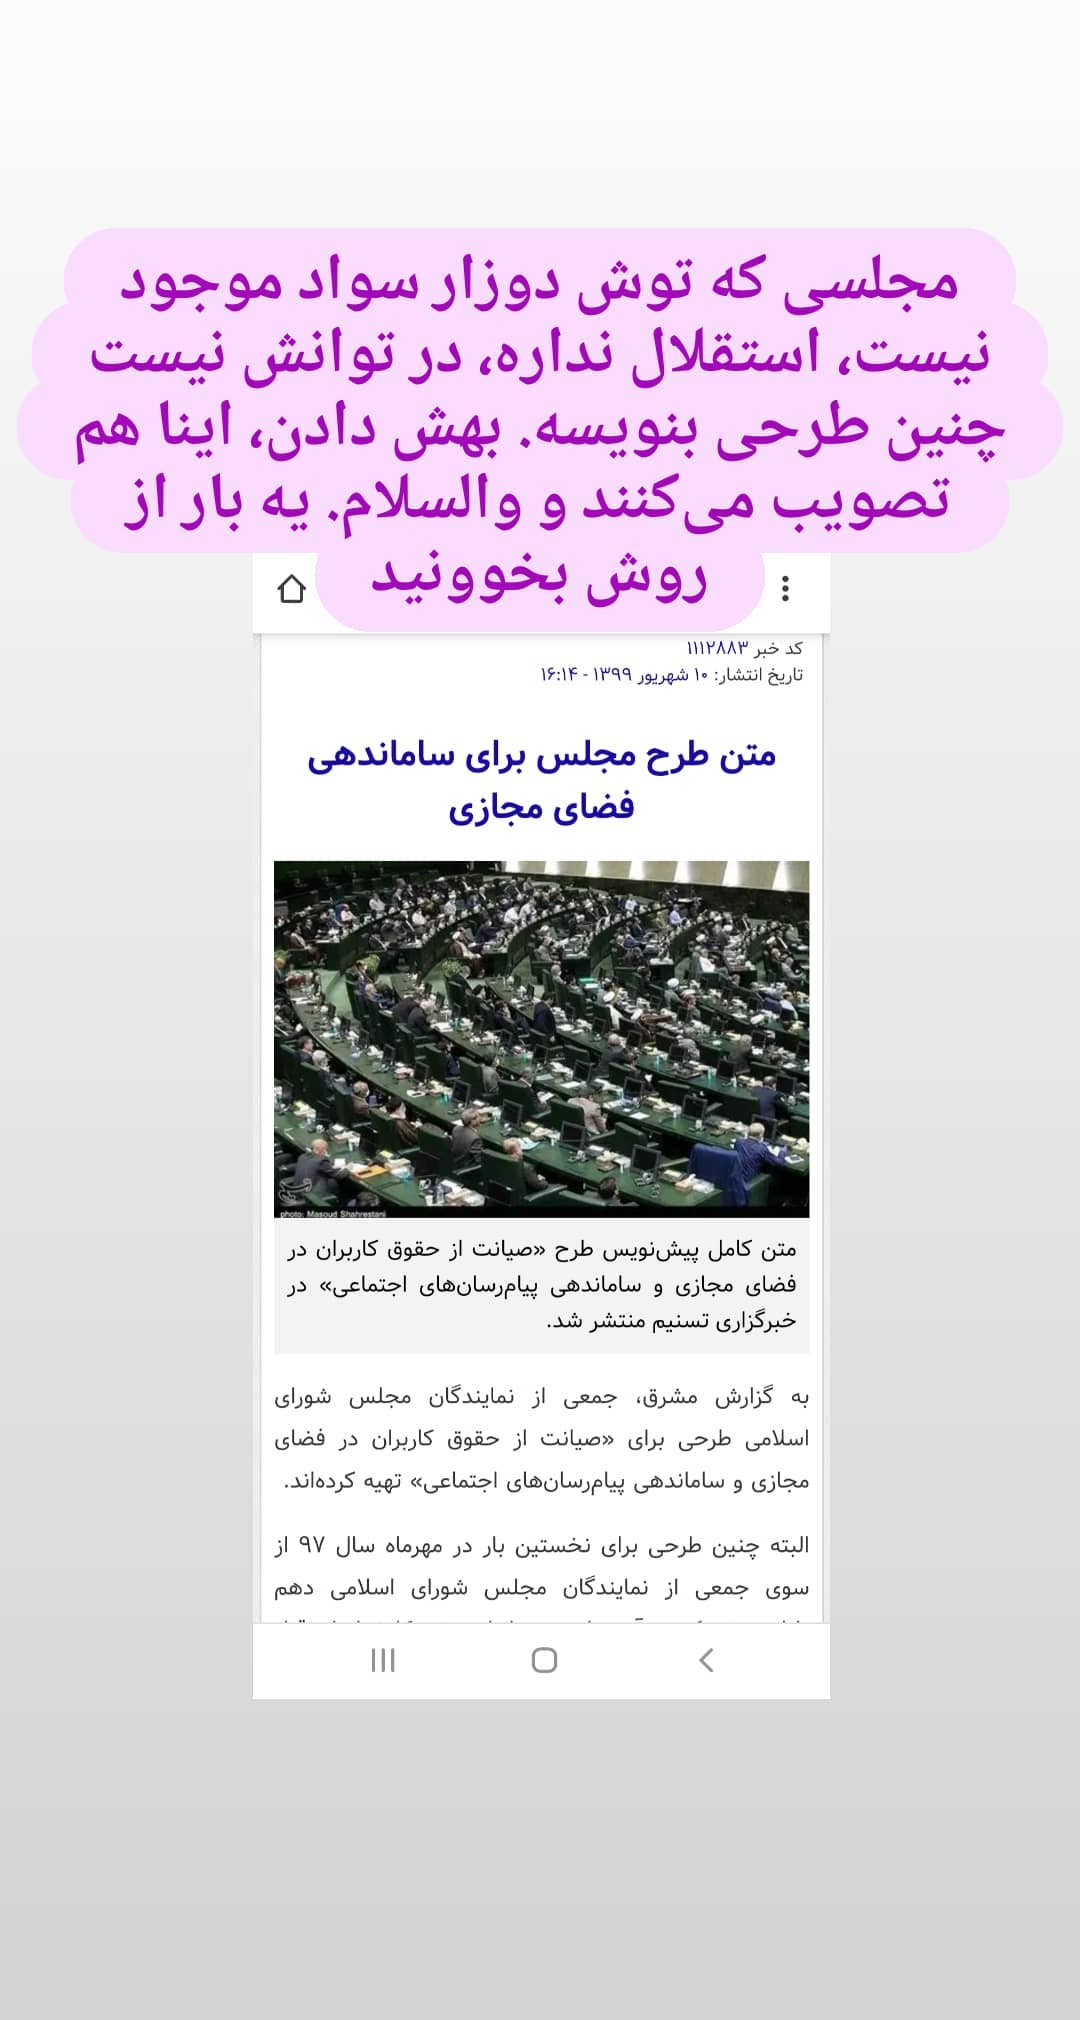 مجلسی که توش دوزار سواد موجود
نیست، استقلال نداره، در توانش نیست
چنین طرحی بنویسه. بهش دادن، اینا هم
تصویب می‌کنند و والسلام. یه بار از
روش بخوونید
کد خبر ۱۱۱۲۸۸۳
تاریخ انتشار: ۱۰ شهریور ۱۳۹۹ - ۱۶:۱۴
متن طرح مجلس برای ساماندهی
فضای مجازی
photo: Masoud Shahrestani
متن کامل پیش‌نویس طرح «صیانت از حقوق کاربران در
فضای مجازی و ساماندهی پیام‌رسان‌های اجتماعی» در
خبرگزاری تسنیم منتشر شد.
به گزارش مشرق، جمعی از نمایندگان مجلس شورای
اسلامی طرحی برای «صیانت از حقوق کاربران در فضای
مجازی و ساماندهی پیام‌رسان‌های اجتماعی» تهیه کرده‌اند.
البته چنین طرحی برای نخستین بار در مهرماه سال ۹۷ از
سوی جمعی از نمایندگان مجلس شورای اسلامی دهم